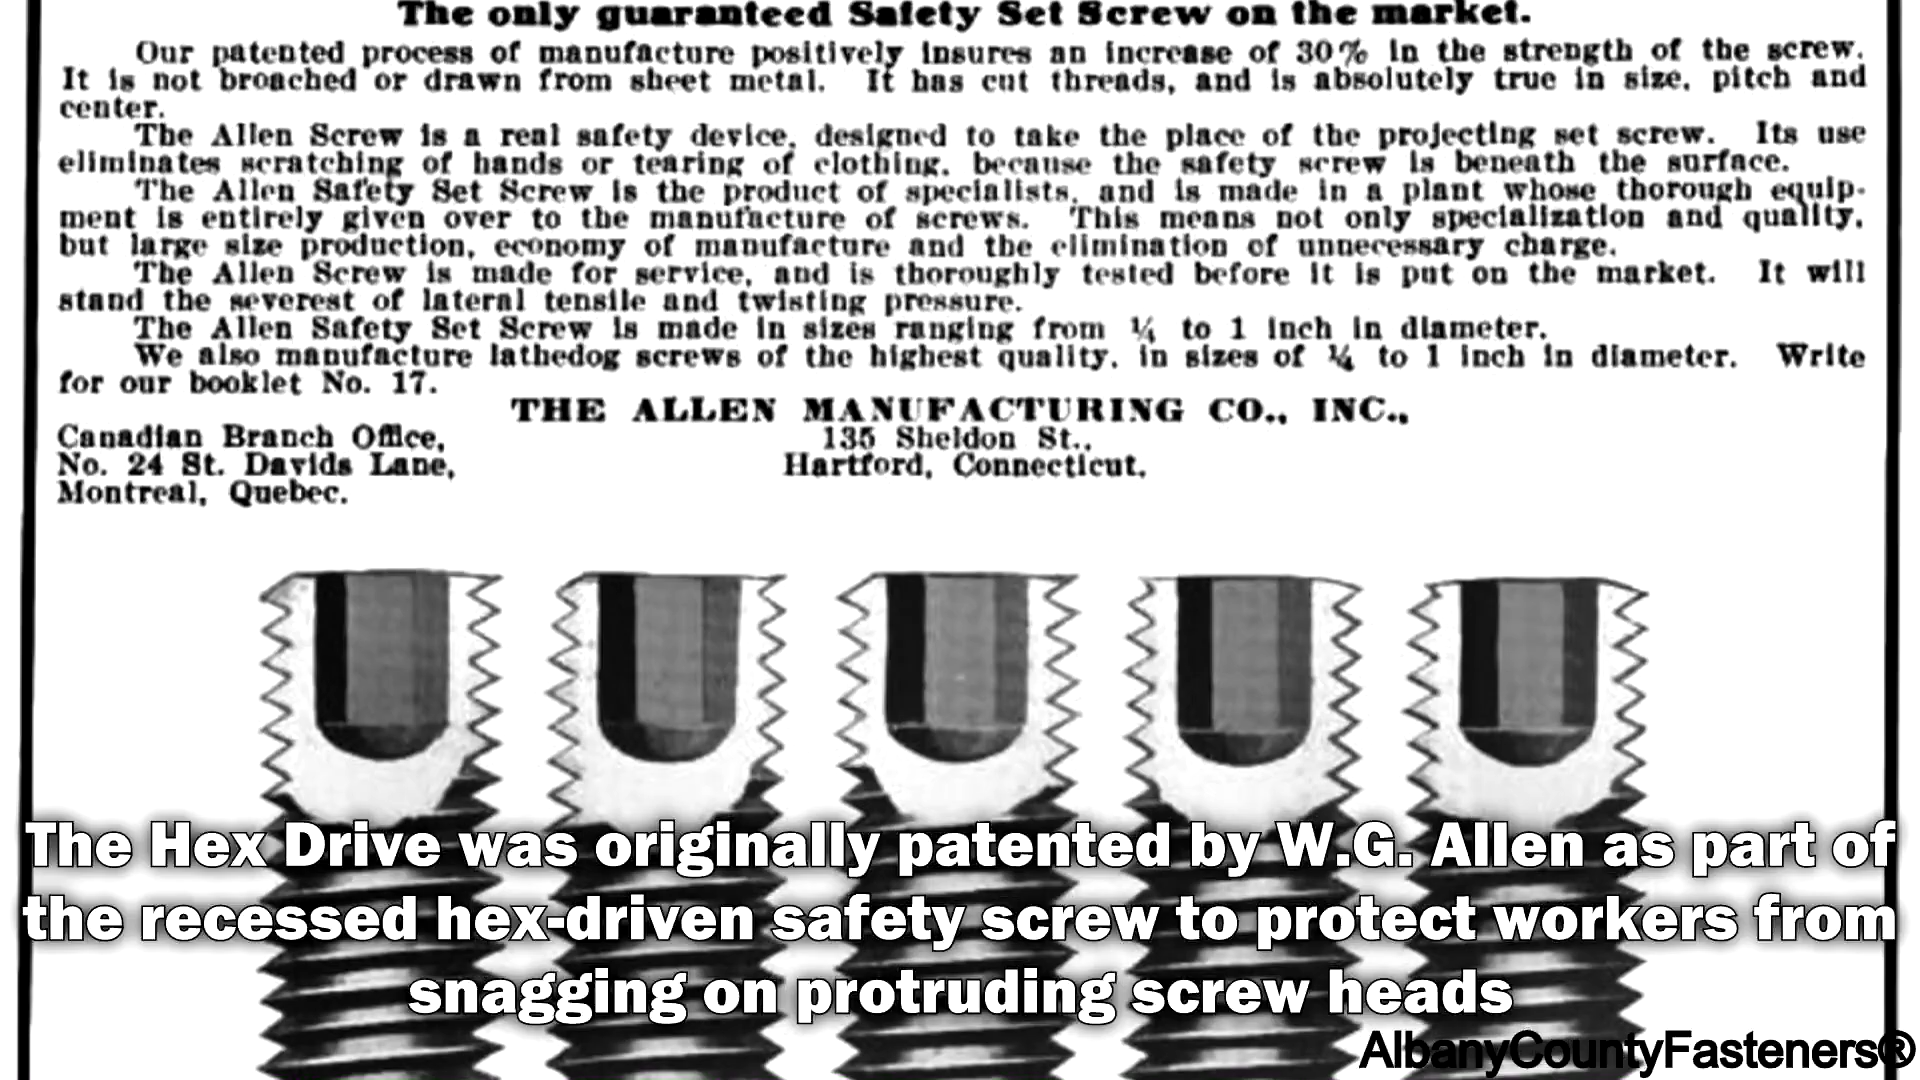 The only guaranteed Safety Set Screw on the market.
Our patented process of manufacture positively insures an increase of 30% in the strength of the screw.
It is not broached or drawn from sheet metal. It has cut threads, and is absolutely true in size, pitch and
center.
The Allen Screw is a real safety device, designed to take the place of the projecting set screw. Its use
eliminates scratching of hands or tearing of clothing, because the safety screw is beneath the surface.
The Allen Safety Set Screw is the product of specialists, and is made in a plant whose thorough equip-
ment is entirely given over to the manufacture of screws. This means not only specialization and quality,
but large size production, economy of manufacture and the elimination of unnecessary charge.
The Allen Screw is made for service, and is thoroughly tested before it is put on the market. It will
stand the severest of lateral tensile and twisting pressure.
The Allen Safety Set Screw is made in sizes ranging from ¼ to 1 inch in diameter.
We also manufacture lathedog screws of the highest quality, in sizes of ¼ to 1 inch in diameter. Write
for our booklet No. 17.
THE ALLEN MANUFACTURING CO., INC.,
Canadian Branch Office,
No. 24 St. Davids Lane,
Montreal, Quebec.
135 Sheldon St.,
Hartford, Connecticut.
The Hex Drive was originally patented by W.G. Allen as part of
the recessed hex-driven safety screw to protect workers from
snagging on protruding screw heads
AlbanyCountyFasteners®